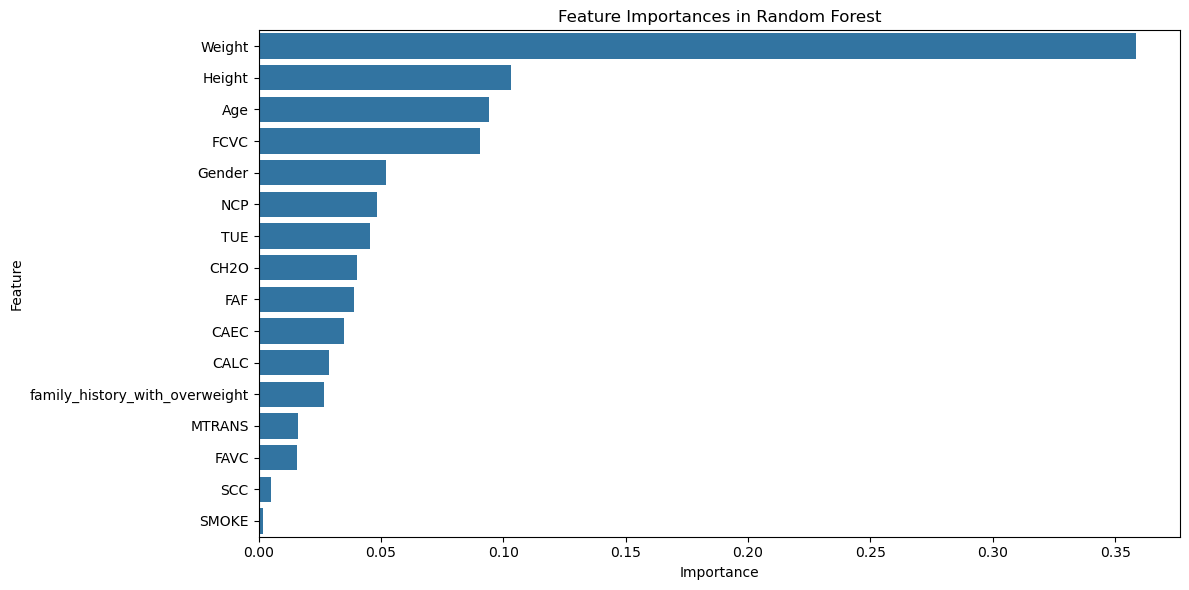 Feature Importances in Random Forest
Weight
Height
Age
FCVC
Gender
NCP
TUE
CH2O
FAF
CAEC
CALC
family_history_with_overweight
MTRANS
FAVC
SCC
SMOKE
Feature
0.00 0.05 0.10 0.15 0.20 0.25 0.30 0.35
Importance